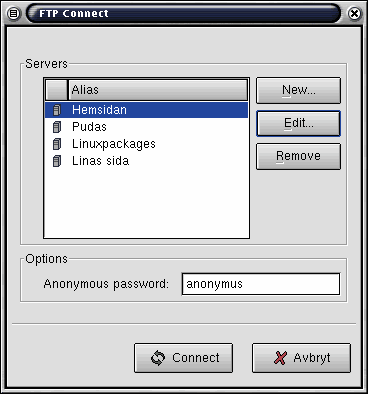 FTP Connect
Servers
Alias
Hemsidan
Pudas
Linuxpackages
Linas sida
New...
Edit...
Remove
Options
Anonymous password: anonymus
Connect
Avbryt